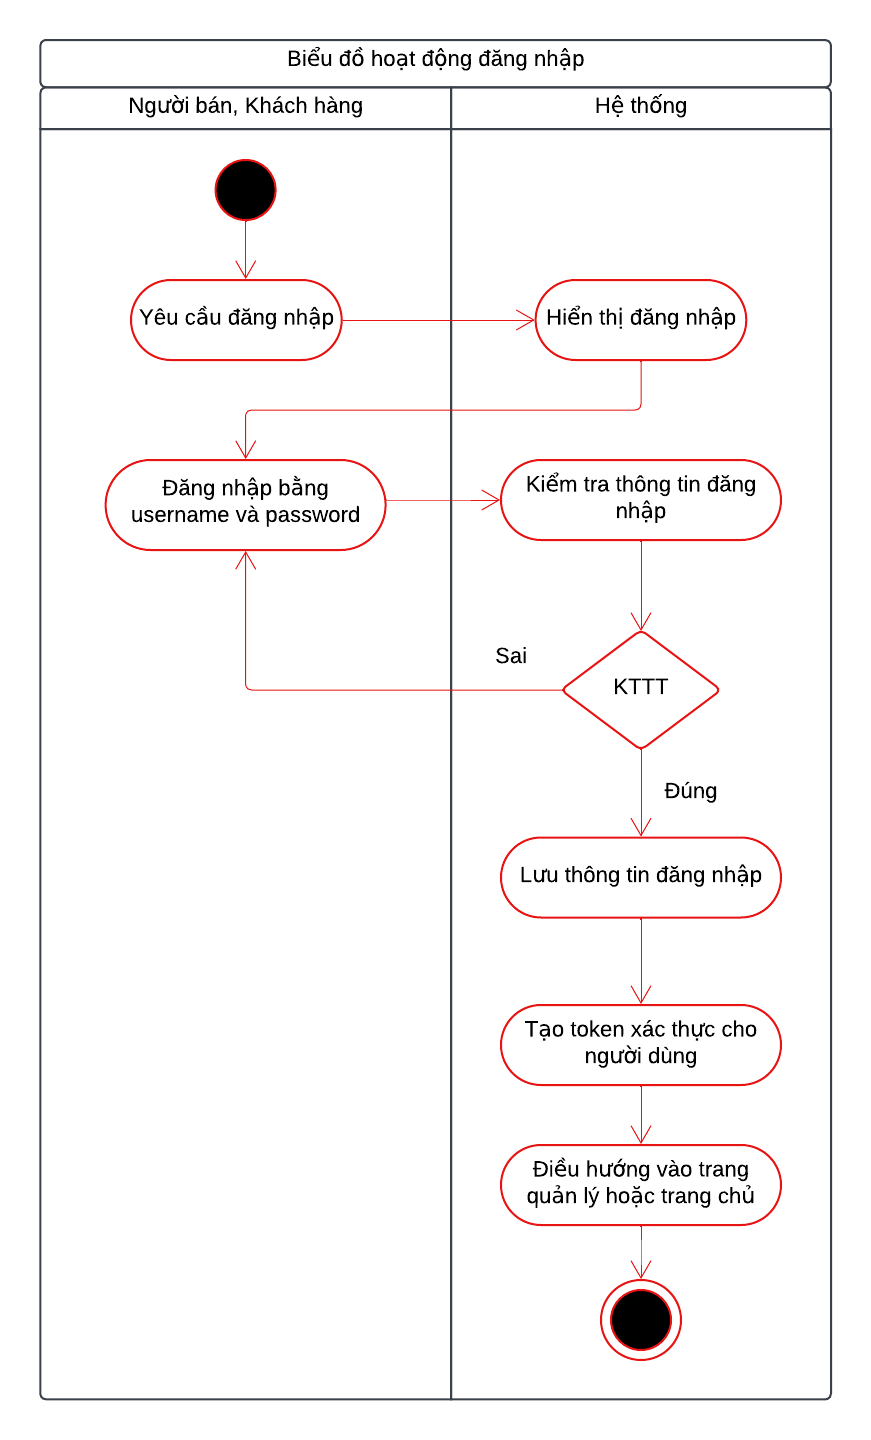 Biểu đồ hoạt động đăng nhập
Người bán, Khách hàng
Hệ thống
Yêu cầu đăng nhập
Hiển thị đăng nhập
Đăng nhập bằng
username và password
Kiểm tra thông tin đăng
nhập
Sai
KTTT
Đúng
Lưu thông tin đăng nhập
Tạo token xác thực cho
người dùng
Điều hướng vào trang
quản lý hoặc trang chủ